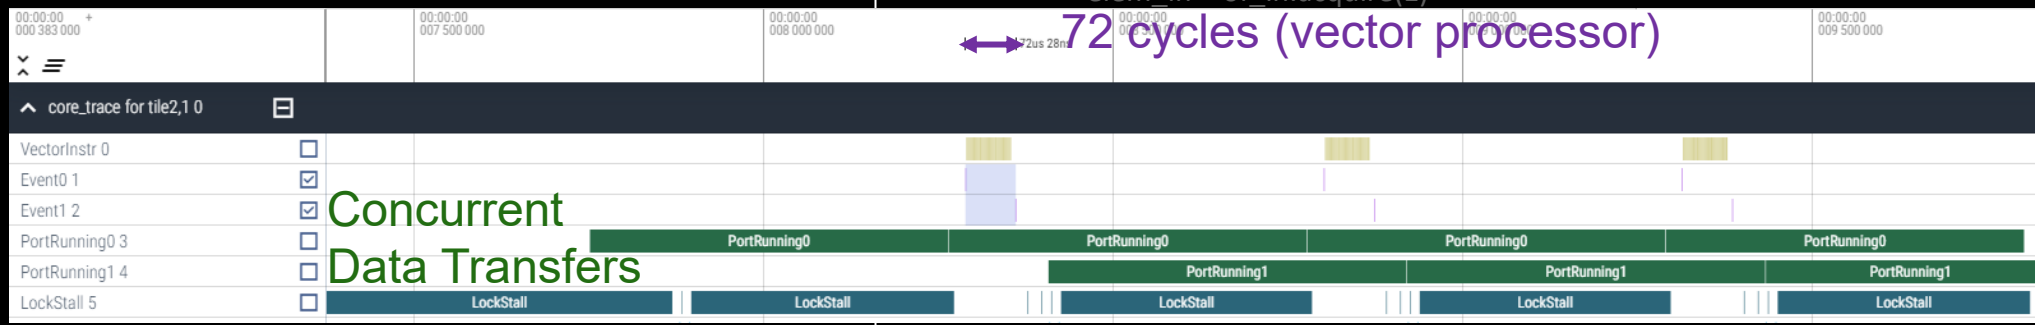 00:00:00 +
000 383 000
00:00:00
007 500 000
00:00:00
008 000 000
72us 28ns
72 cycles (vector processor)
00:00:00
009 500 000
core_trace for tile2,1 0
VectorInstr 0
Event0 1
Event1 2
Concurrent
Data Transfers
PortRunning0 3
PortRunning0 PortRunning0 PortRunning0 PortRunning0
PortRunning1 4
PortRunning1 PortRunning1 PortRunning1
LockStall 5
LockStall LockStall LockStall LockStall LockStall